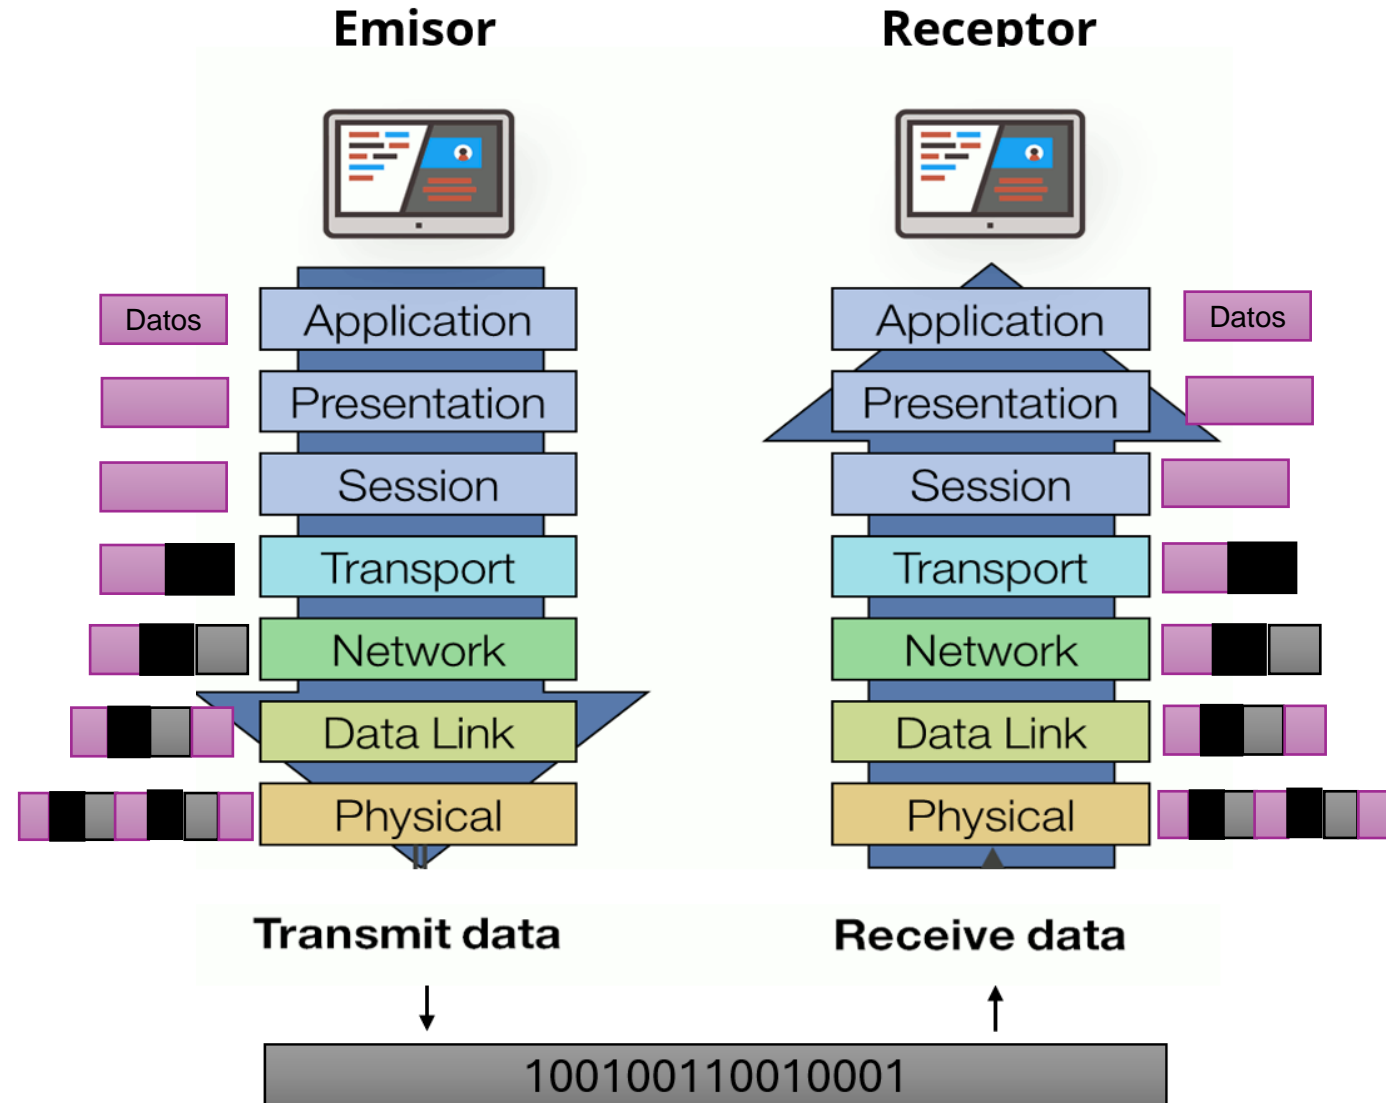 Emisor
Receptor
Datos
Application
Application
Datos
Presentation
Presentation
Session
Session
Transport
Transport
Network
Network
Data Link
Data Link
Physical
Physical
Transmit data
Receive data
100100110010001